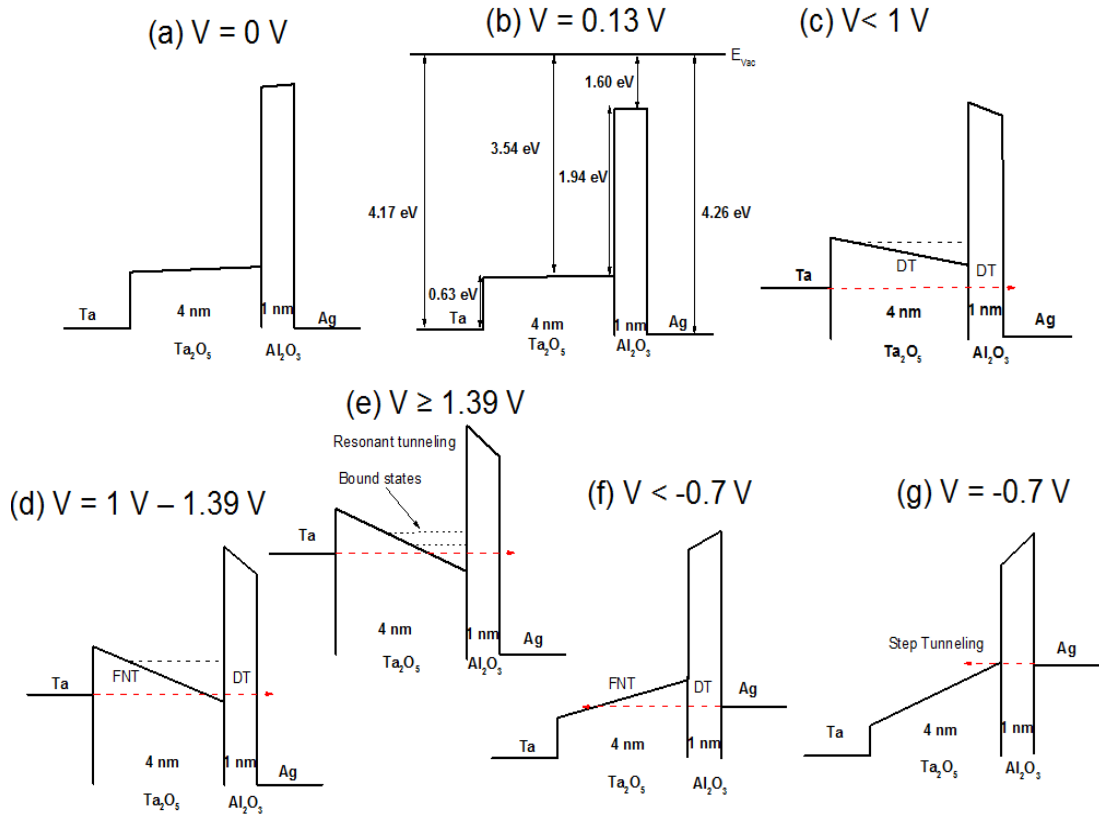 (a) V = 0 V
Ta
4 nm
1 nm
Ag
Ta₂O₅
Al₂O₃
(b) V = 0.13 V
E_Vac
1.60 eV
3.54 eV
1.94 eV
4.17 eV
4.26 eV
0.63 eV
Ta
4 nm
1 nm
Ag
Ta₂O₅
Al₂O₃
(c) V< 1 V
Ta
DT
DT
4 nm
1 nm
Ag
Ta₂O₅
Al₂O₃
(d) V = 1 V – 1.39 V
Ta
FNT
DT
4 nm
1 nm
Ag
Ta₂O₅
Al₂O₃
(e) V ≥ 1.39 V
Resonant tunneling
Bound states
Ta
4 nm
1 nm
Ag
Ta₂O₅
Al₂O₃
(f) V < -0.7 V
FNT
DT
Ag
Ta
4 nm
1 nm
Ta₂O₅
Al₂O₃
(g) V = -0.7 V
Step Tunneling
Ag
Ta
4 nm
1 nm
Ta₂O₅
Al₂O₃